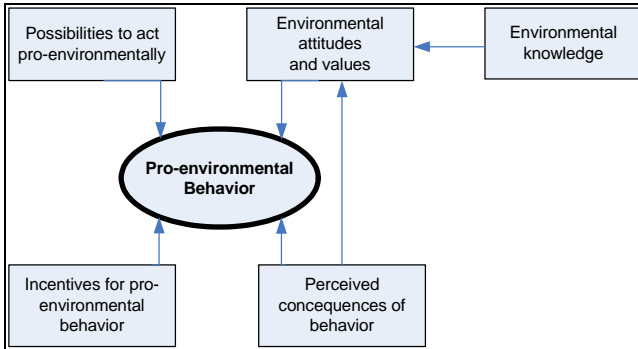 Possibilities to act
pro-environmentally
Environmental
attitudes
and values
Environmental
knowledge
Pro-environmental
Behavior
Incentives for pro-
environmental
behavior
Perceived
concequences of
behavior